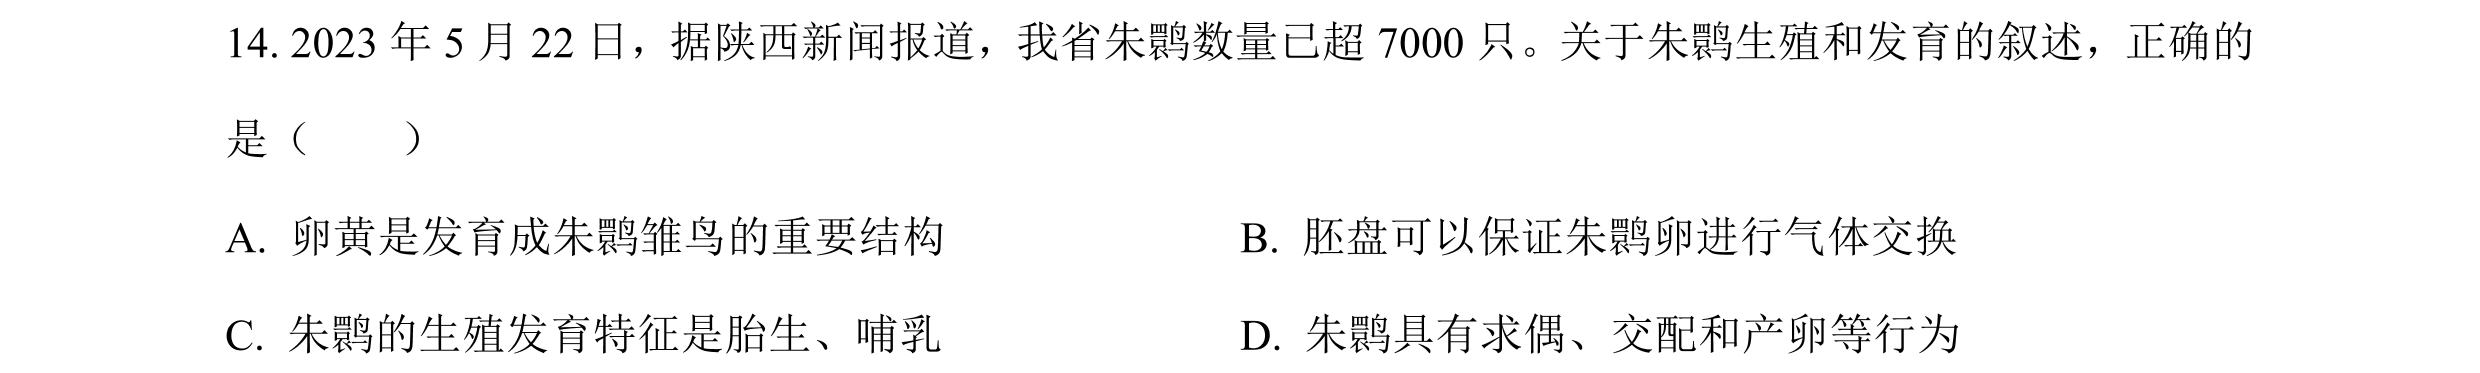 14. 2023 年 5 月 22 日，据陕西新闻报道，我省朱鹮数量已超 7000 只。关于朱鹮生殖和发育的叙述，正确的
是（　　）
A. 卵黄是发育成朱鹮雏鸟的重要结构　　B. 胚盘可以保证朱鹮卵进行气体交换
C. 朱鹮的生殖发育特征是胎生、哺乳　　D. 朱鹮具有求偶、交配和产卵等行为